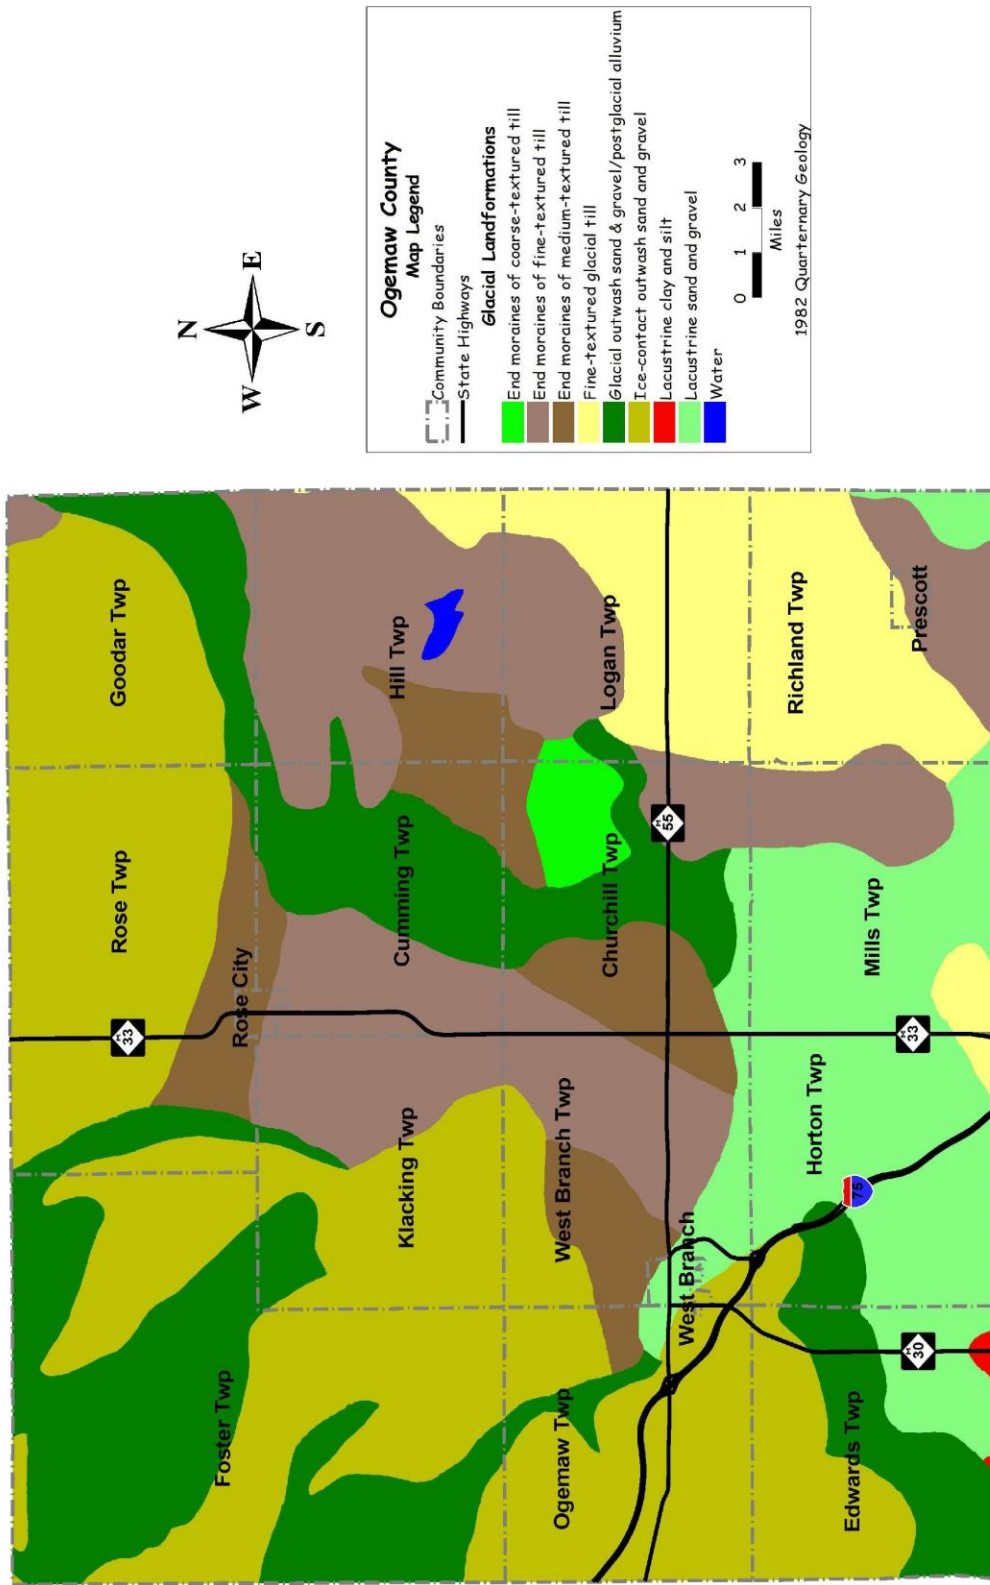 N
W E
S
Ogemaw County
Map Legend
Community Boundaries
State Highways
Glacial Landformations
End moraines of coarse-textured till
End moraines of fine-textured till
End moraines of medium-textured till
Fine-textured glacial till
Glacial outwash sand & gravel/postglacial alluvium
Ice-contact outwash sand and gravel
Lacustrine clay and silt
Lacustrine sand and gravel
Water
0 1 2 3
Miles
1982 Quarternary Geology
Foster Twp
Rose Twp
Goodar Twp
M
33
Rose City
Klacking Twp
Cumming Twp
Hill Twp
Ogemaw Twp
West Branch Twp
Churchill Twp
Logan Twp
M
55
West Branch
Edwards Twp
Horton Twp
Mills Twp
Richland Twp
75
M
30
M
33
Prescott